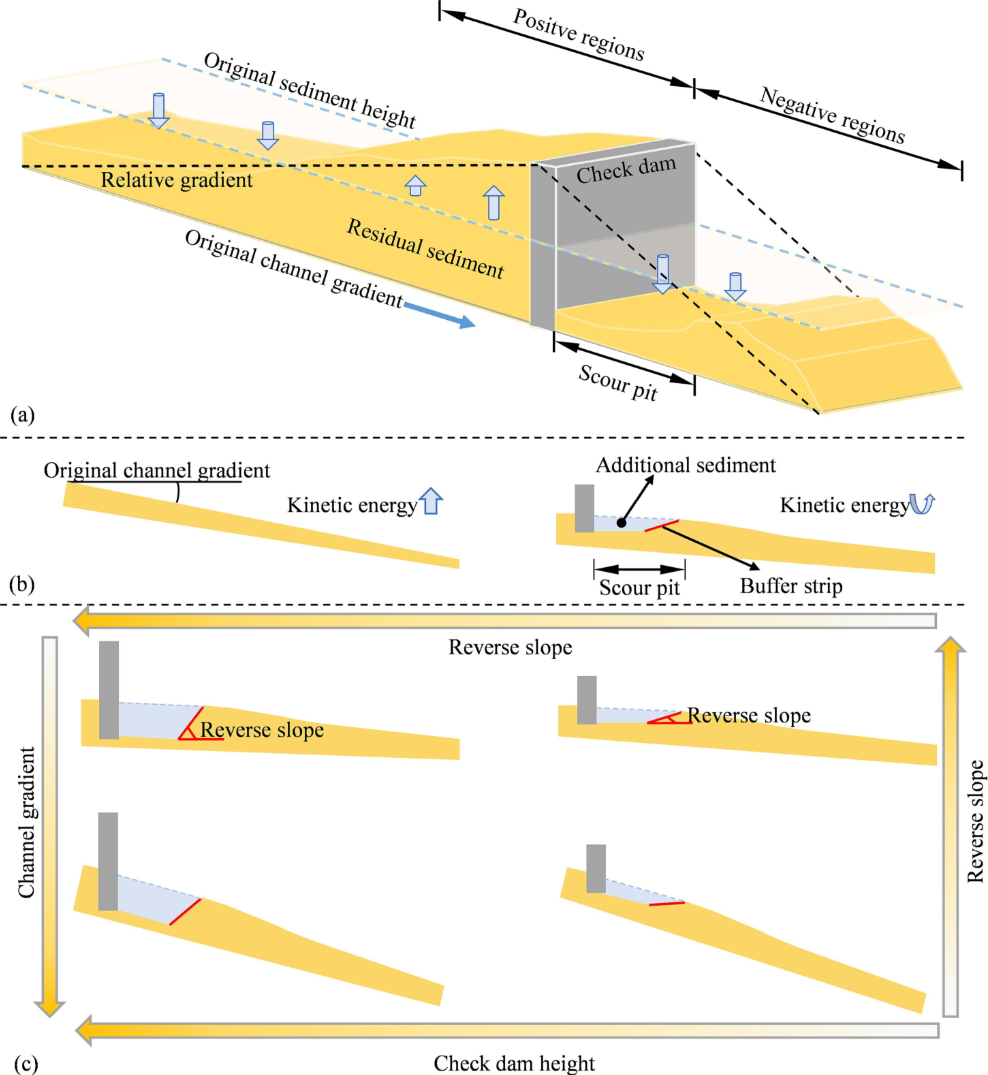 Positve regions
Negative regions
Original sediment height
Check dam
Relative gradient
Residual sediment
Original channel gradient
Scour pit
(a)
Original channel gradient
Kinetic energy
Additional sediment
Kinetic energy
Scour pit
Buffer strip
(b)
Reverse slope
Reverse slope
Reverse slope
Channel gradient
Reverse slope
Check dam height
(c)